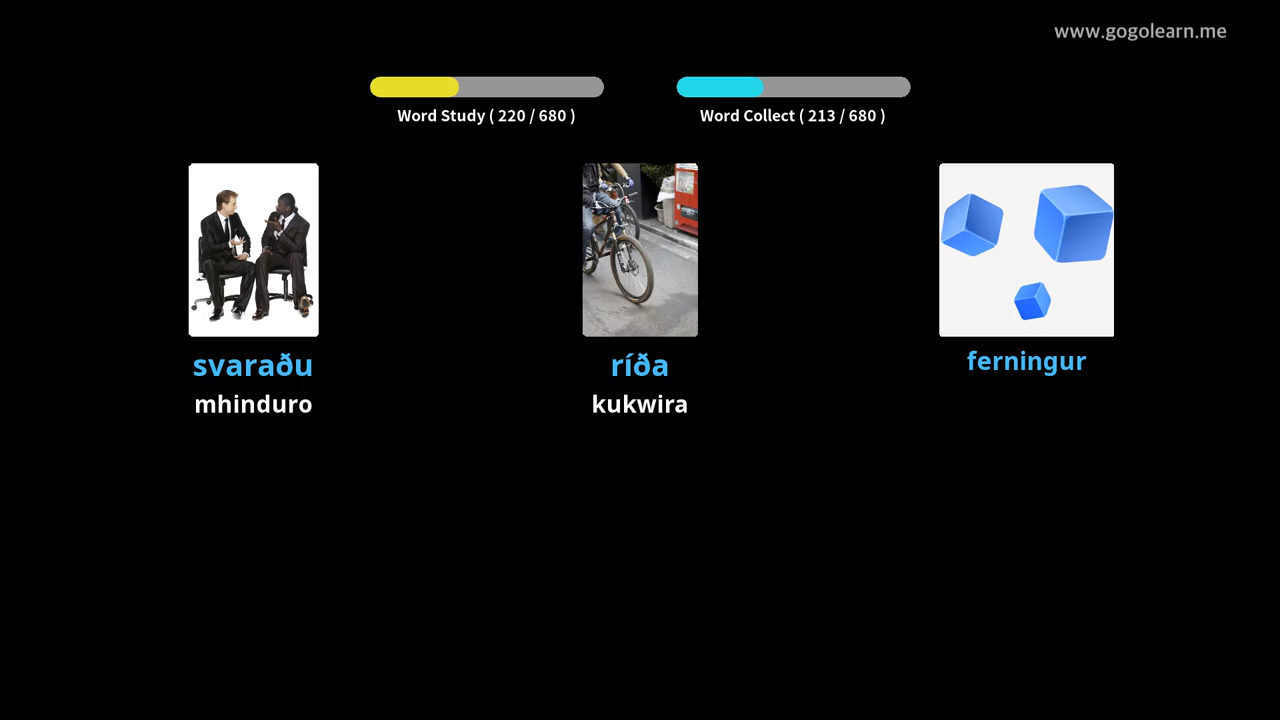 www.gogolearn.me
Word Study ( 220 / 680 )
Word Collect ( 213 / 680 )
svaraðu
mhinduro
ríða
kukwira
ferningur